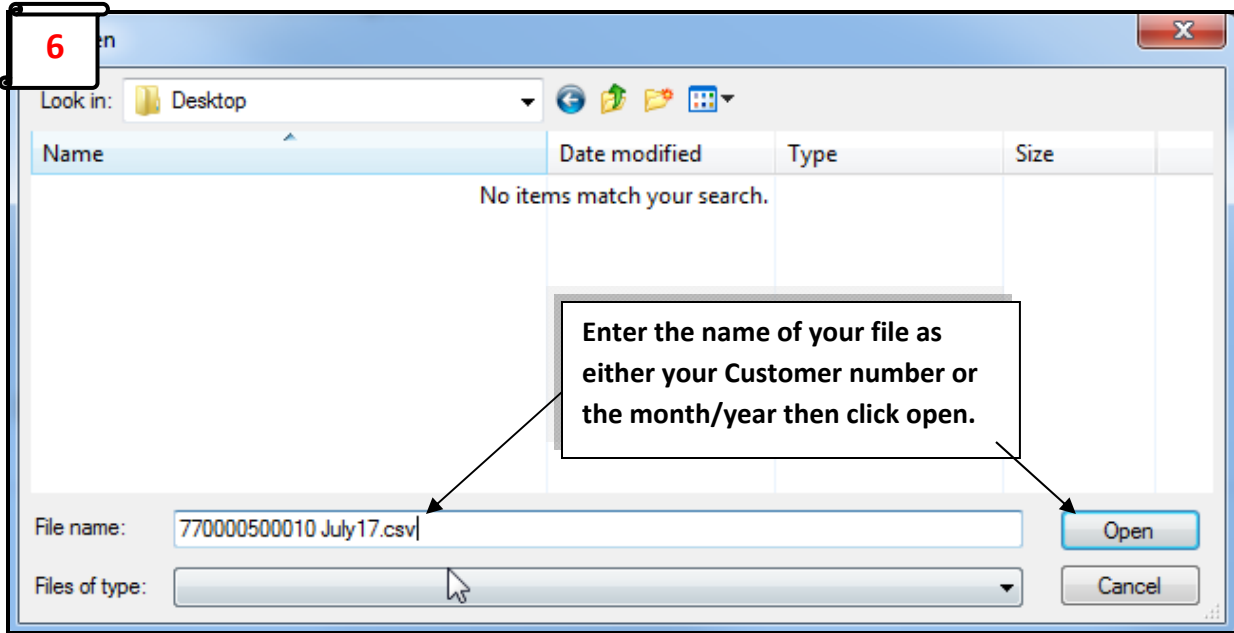 6
en
x
Look in: Desktop
Name Date modified Type Size
No items match your search.
Enter the name of your file as
either your Customer number or
the month/year then click open.
File name: 770000500010 July17.csv
Open
Files of type:
Cancel